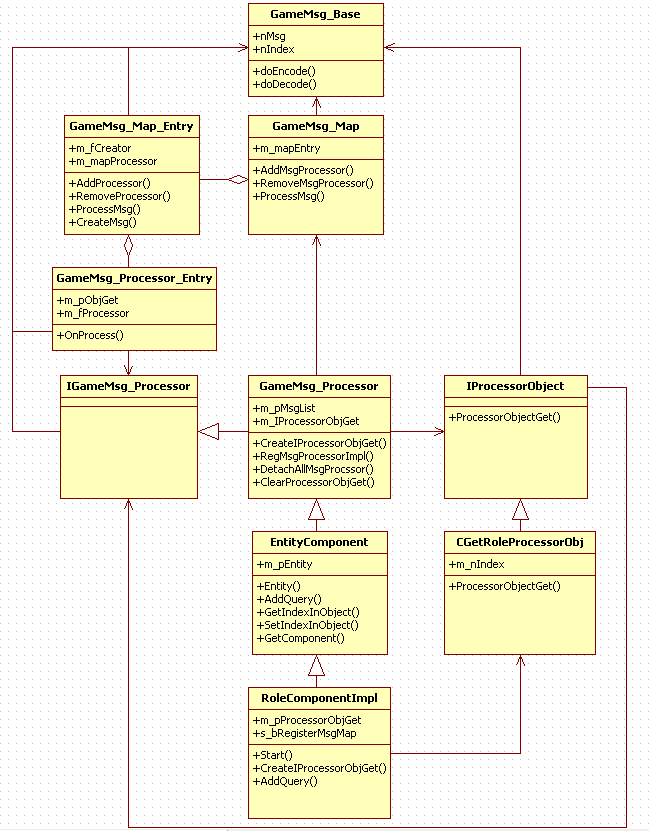 GameMsg_Base
+nMsg
+nIndex
+doEncode()
+doDecode()
GameMsg_Map_Entry
+m_fCreator
+m_mapProcessor
+AddProcessor()
+RemoveProcessor()
+ProcessMsg()
+CreateMsg()
GameMsg_Map
+m_mapEntry
+AddMsgProcessor()
+RemoveMsgProcessor()
+ProcessMsg()
GameMsg_Processor_Entry
+m_pObjGet
+m_fProcessor
+OnProcess()
IGameMsg_Processor
GameMsg_Processor
+m_pMsgList
+m_IProcessorObjGet
+CreateIProcessorObjGet()
+RegMsgProcessorImpl()
+DetachAllMsgProcssor()
+ClearProcessorObjGet()
IProcessorObject
+ProcessorObjectGet()
EntityComponent
+m_pEntity
+Entity()
+AddQuery()
+GetIndexInObject()
+SetIndexInObject()
+GetComponent()
CGetRoleProcessorObj
+m_nIndex
+ProcessorObjectGet()
RoleComponentImpl
+m_pProcessorObjGet
+s_bRegisterMsgMap
+Start()
+CreateIProcessorObjGet()
+AddQuery()